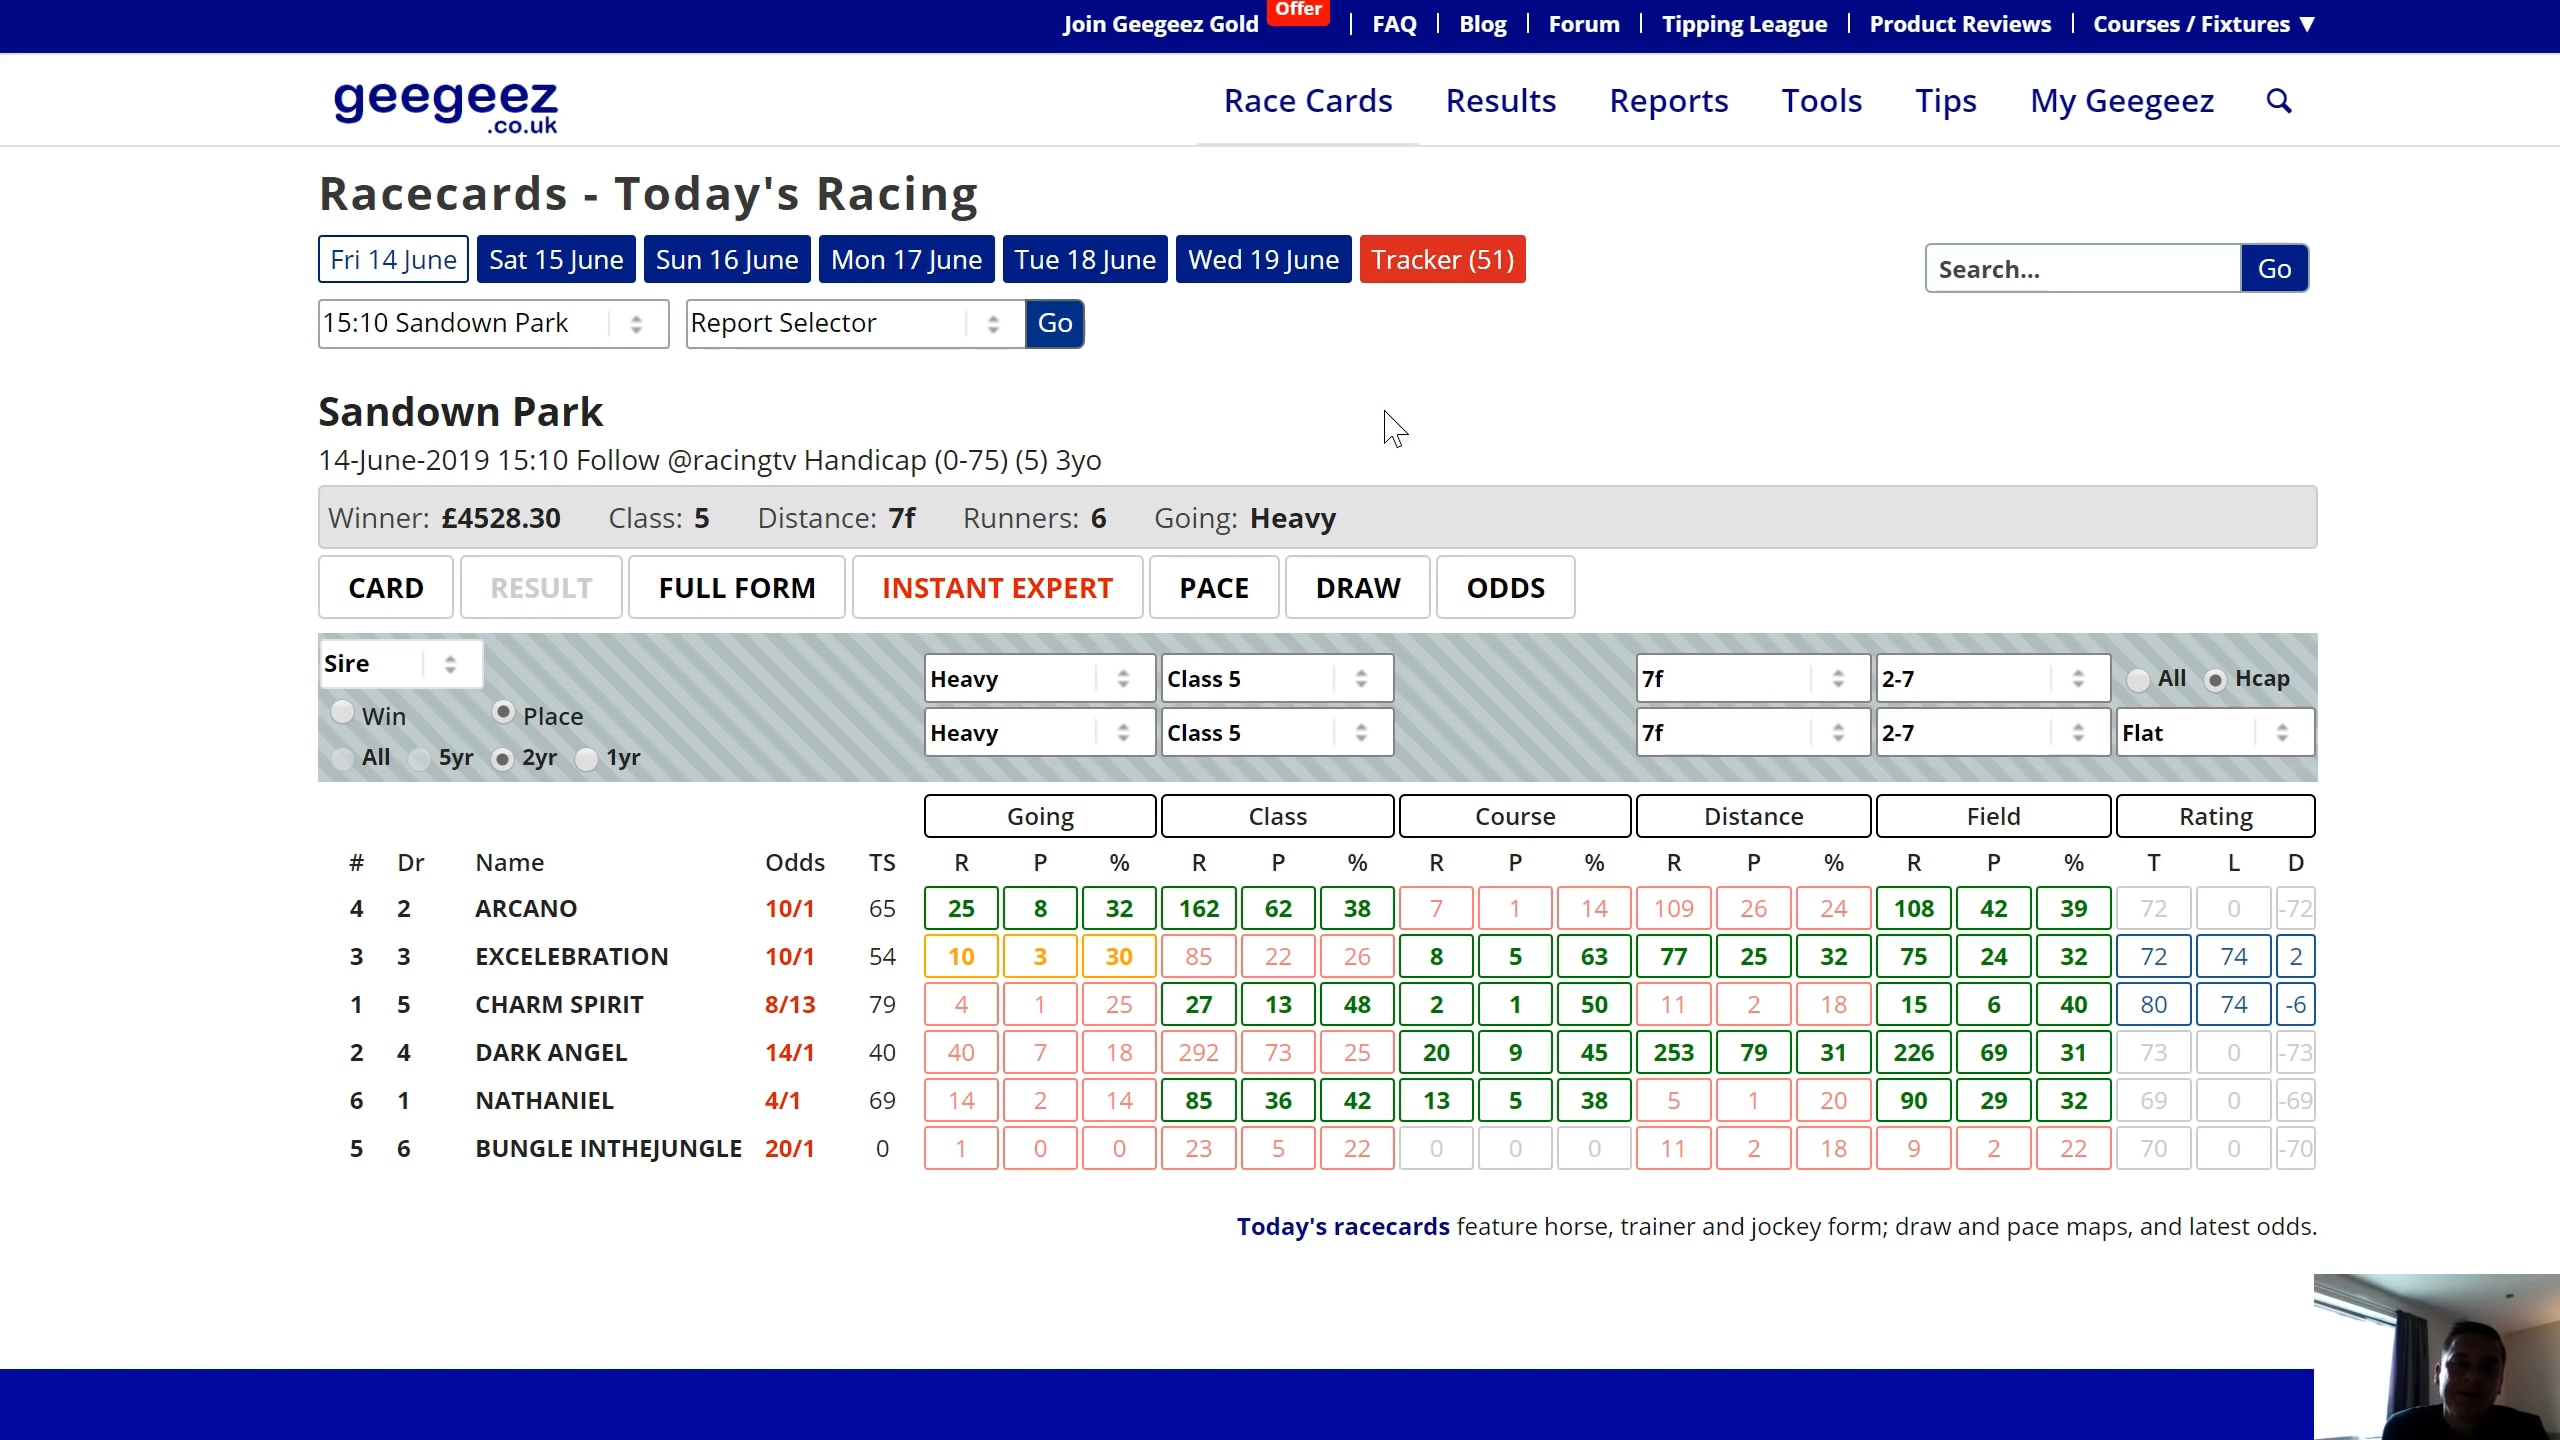 Join Geegeez Gold Offer | FAQ | Blog | Forum | Tipping League | Product Reviews | Courses / Fixtures ▼
geegeez .co.uk
Race Cards Results Reports Tools Tips My Geegeez
Racecards - Today's Racing
Fri 14 June Sat 15 June Sun 16 June Mon 17 June Tue 18 June Wed 19 June Tracker (51) Search... Go
15:10 Sandown Park Report Selector Go
Sandown Park
14-June-2019 15:10 Follow @racingtv Handicap (0-75) (5) 3yo
Winner: £4528.30 Class: 5 Distance: 7f Runners: 6 Going: Heavy
CARD RESULT FULL FORM INSTANT EXPERT PACE DRAW ODDS
Sire Heavy Class 5 7f 2-7 All Hcap
Win Place Heavy Class 5 7f 2-7 Flat
All 5yr 2yr 1yr
Going Class Course Distance Field Rating
# Dr Name Odds TS R P % R P % R P % R P % R P % T L D
4 2 ARCANO 10/1 65 25 8 32 162 62 38 7 1 14 109 26 24 108 42 39 72 0 -72
3 3 EXCELEBRATION 10/1 54 10 3 30 85 22 26 8 5 63 77 25 32 75 24 32 72 74 2
1 5 CHARM SPIRIT 8/13 79 4 1 25 27 13 48 2 1 50 11 2 18 15 6 40 80 74 -6
2 4 DARK ANGEL 14/1 40 40 7 18 292 73 25 20 9 45 253 79 31 226 69 31 73 0 -73
6 1 NATHANIEL 4/1 69 14 2 14 85 36 42 13 5 38 5 1 20 90 29 32 69 0 -69
5 6 BUNGLE INTHEJUNGLE 20/1 0 1 0 0 23 5 22 0 0 0 11 2 18 9 2 22 70 0 -70
Today's racecards feature horse, trainer and jockey form; draw and pace maps, and latest odds.